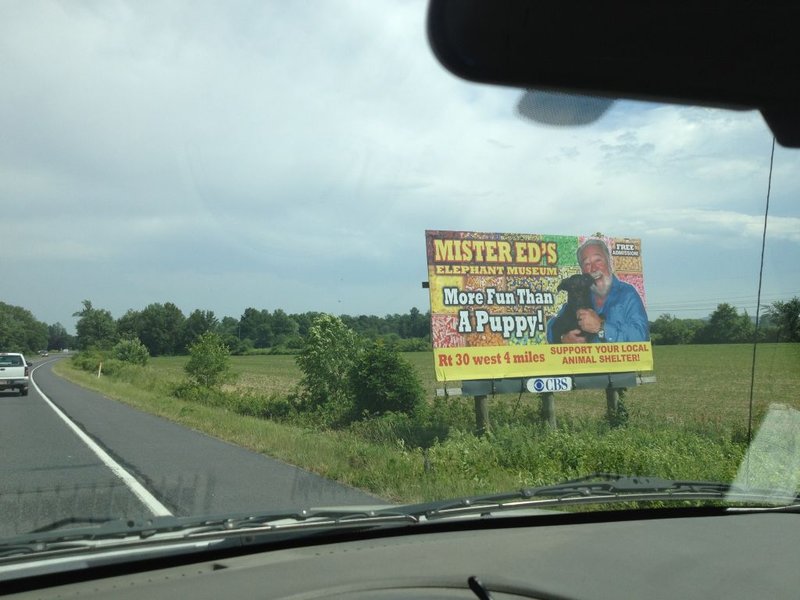 MISTER ED'S
ELEPHANT MUSEUM
FREE
ADMISSION!
More Fun Than
A Puppy!
Rt 30 west 4 miles
SUPPORT YOUR LOCAL
ANIMAL SHELTER!
CBS